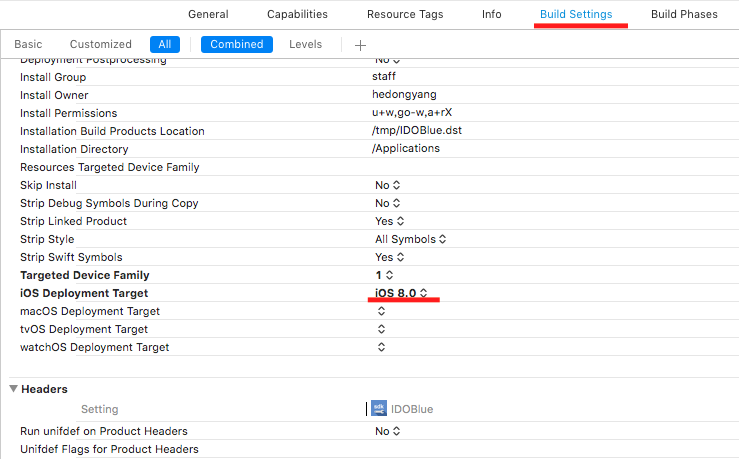 General Capabilities Resource Tags Info Build Settings Build Phases
Basic Customized All Combined Levels +
Deployment Postprocessing No
Install Group staff
Install Owner hedongyang
Install Permissions u+w,go-w,a+rX
Installation Build Products Location /tmp/IDOBlue.dst
Installation Directory /Applications
Resources Targeted Device Family
Skip Install No
Strip Debug Symbols During Copy No
Strip Linked Product Yes
Strip Style All Symbols
Strip Swift Symbols Yes
Targeted Device Family 1
iOS Deployment Target iOS 8.0
macOS Deployment Target
tvOS Deployment Target
watchOS Deployment Target
Headers
Setting sdk IDOBlue
Run unifdef on Product Headers No
Unifdef Flags for Product Headers